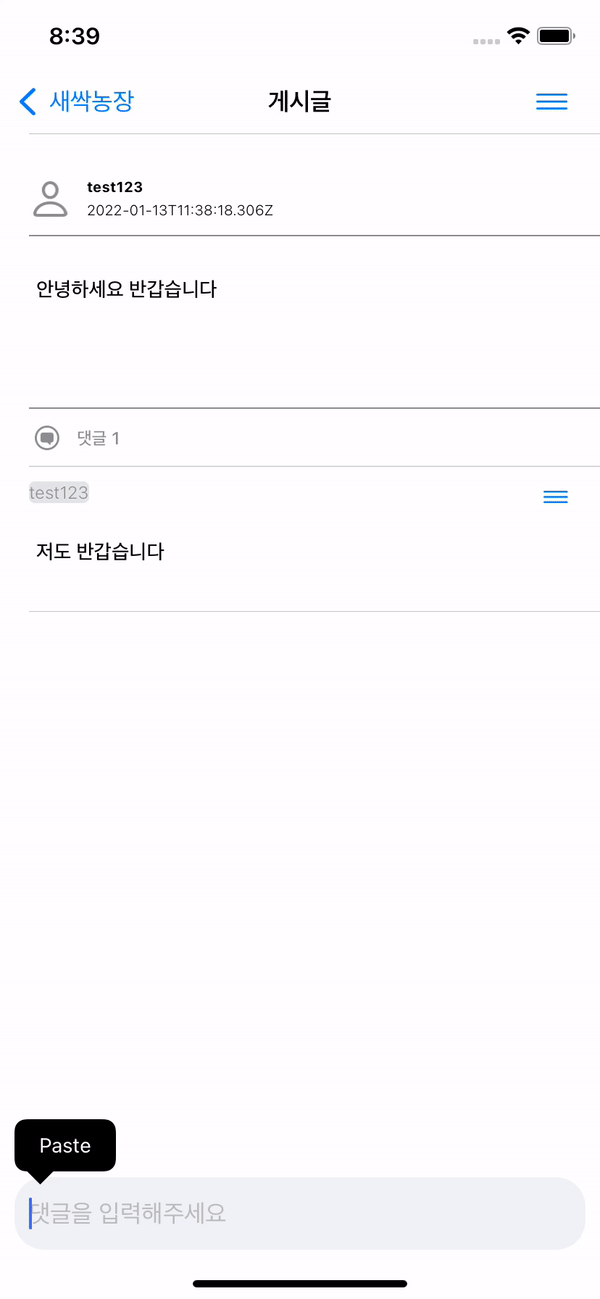 8:39
새싹농장
게시글
test123
2022-01-13T11:38:18.306Z
안녕하세요 반갑습니다
댓글 1
test123
저도 반갑습니다
Paste
댓글을 입력해주세요